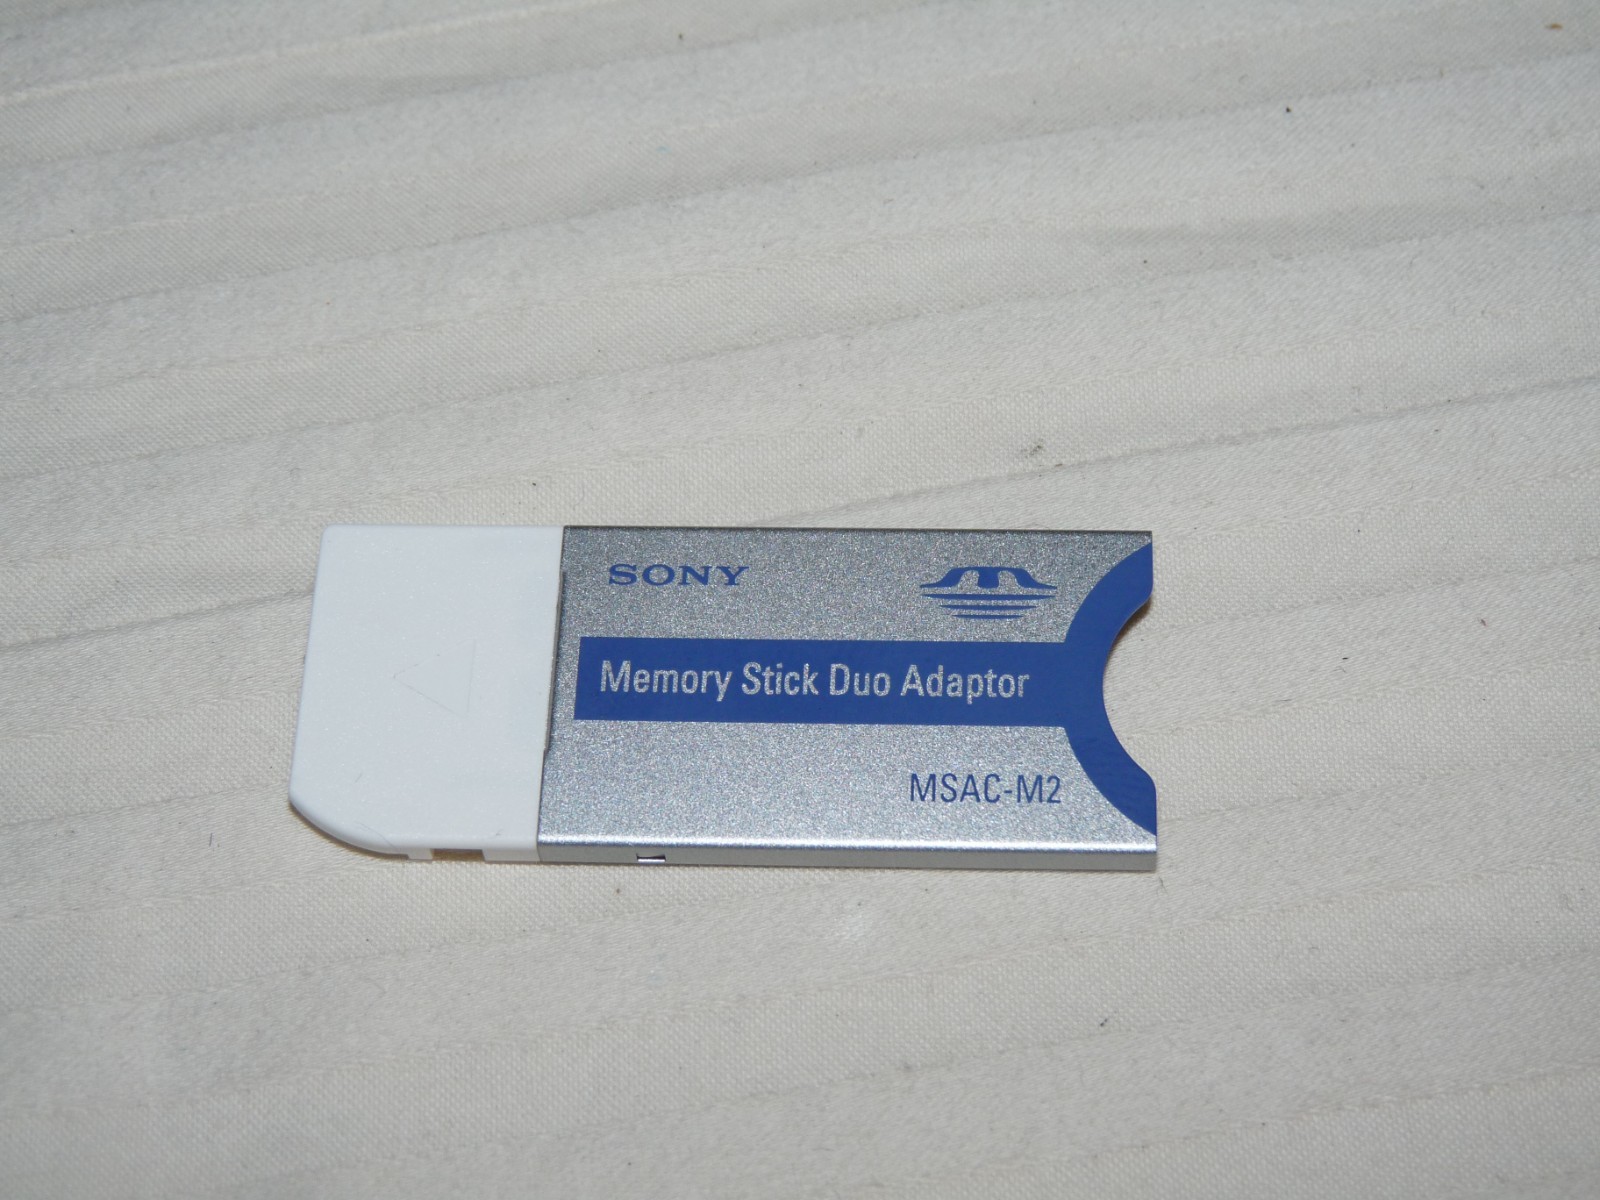 SONY
Memory Stick Duo Adaptor
MSAC-M2